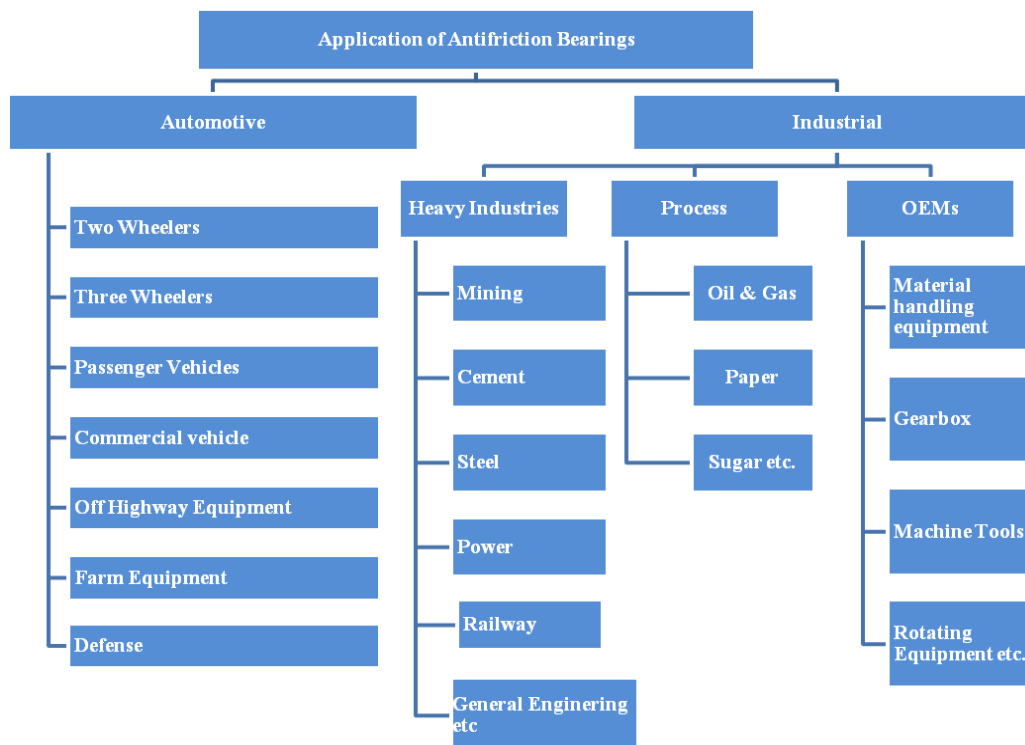 Application of Antifriction Bearings
Automotive
Industrial
Two Wheelers
Three Wheelers
Passenger Vehicles
Commercial vehicle
Off Highway Equipment
Farm Equipment
Defense
Heavy Industries
Mining
Cement
Steel
Power
Railway
General Enginering
etc
Process
Oil & Gas
Paper
Sugar etc.
OEMs
Material
handling
equipment
Gearbox
Machine Tools
Rotating
Equipment etc.